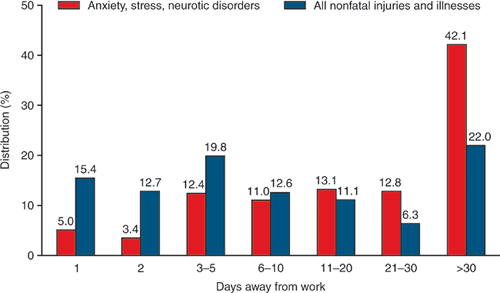 Anxiety, stress, neurotic disorders All nonfatal injuries and illnesses
50
40
30
20
10
0
Distribution (%)
5.0 15.4 3.4 12.7 12.4 19.8 11.0 12.6 13.1 11.1 12.8 6.3 42.1 22.0
1 2 3–5 6–10 11–20 21–30 >30
Days away from work